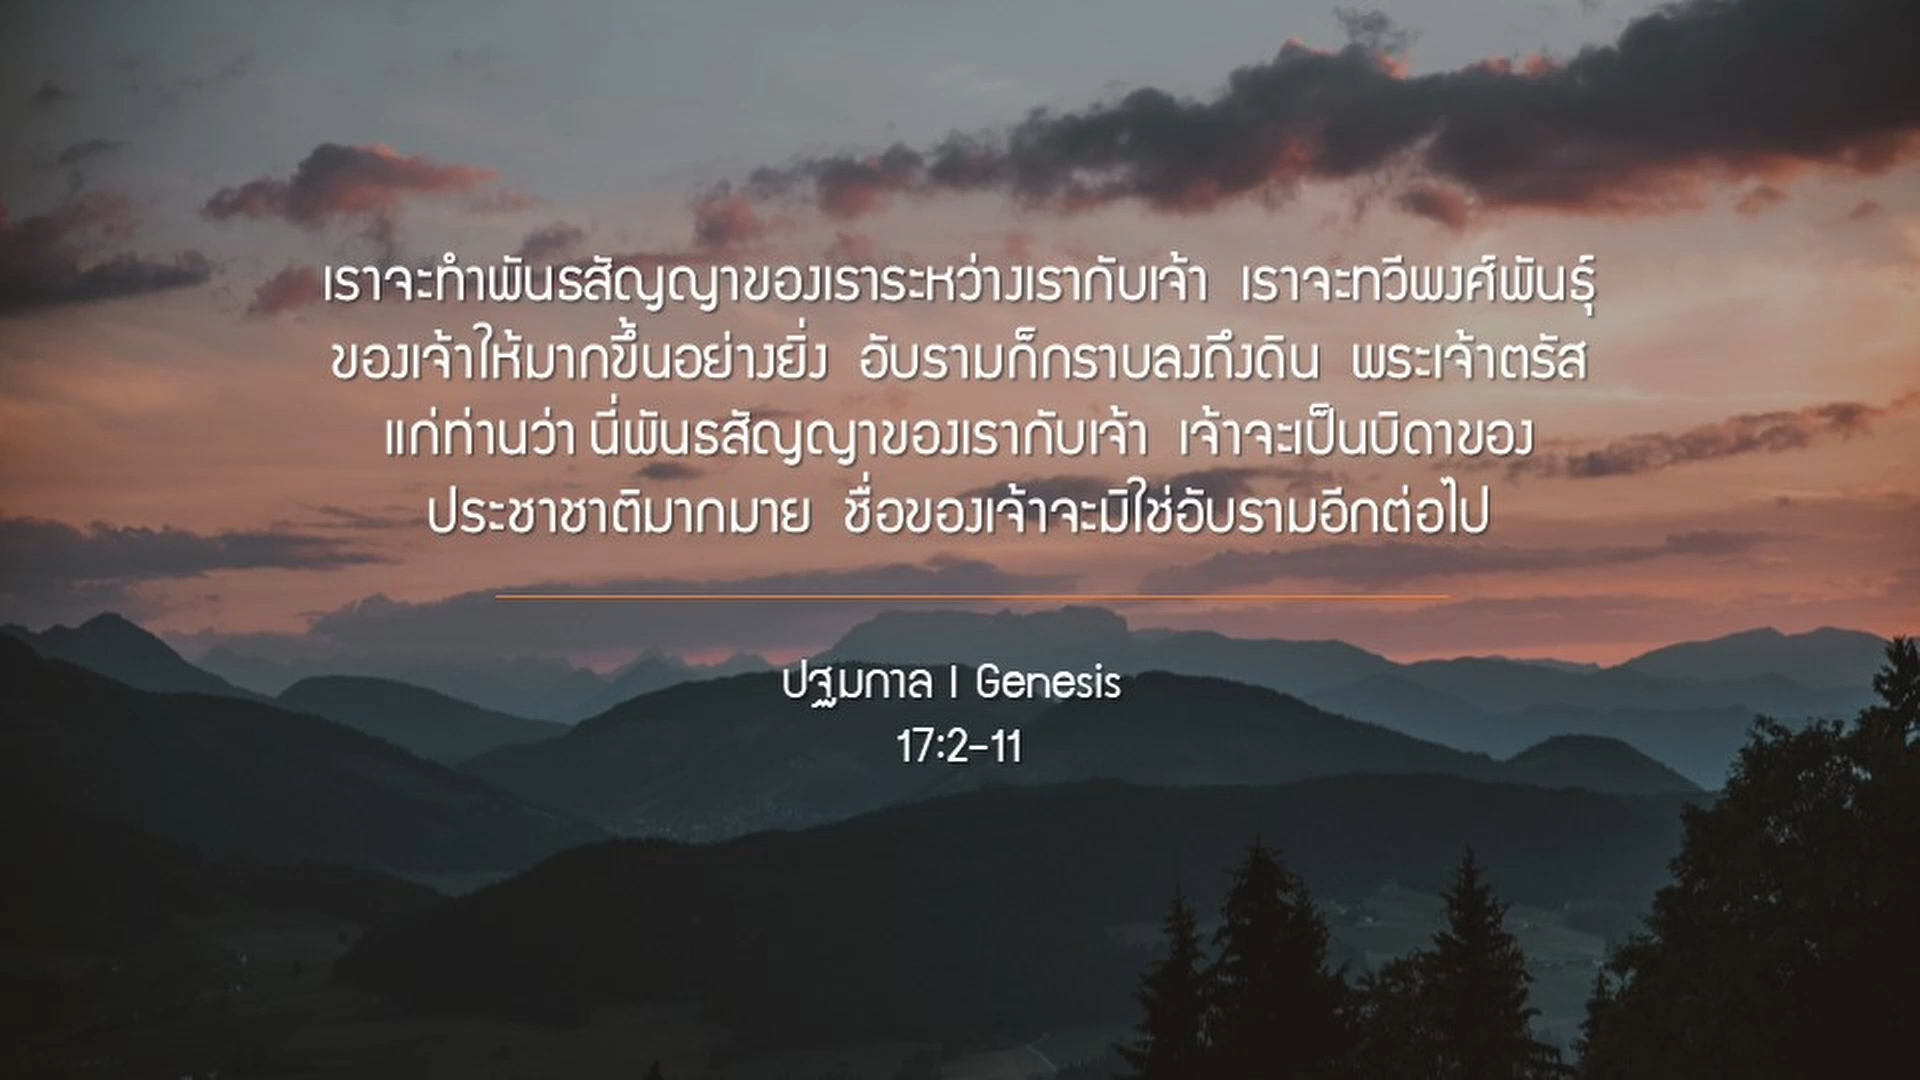 เราจะทำพันธสัญญาของเราระหว่างเรากับเจ้า เราจะทวีพงศ์พันธุ์
ของเจ้าให้มากขึ้นอย่างยิ่ง อับรามก็กราบลงถึงดิน พระเจ้าตรัส
แก่ท่านว่า นี่พันธสัญญาของเรากับเจ้า เจ้าจะเป็นบิดาของ
ประชาชาติมากมาย ชื่อของเจ้าจะมิใช่อับรามอีกต่อไป
ปฐมกาล | Genesis
17:2-11